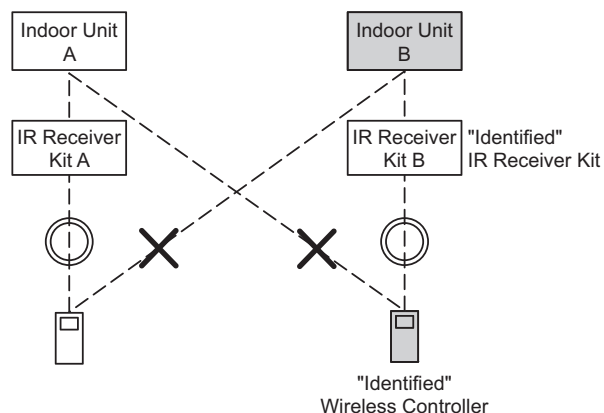 Indoor Unit
A
Indoor Unit
B
IR Receiver
Kit A
IR Receiver
Kit B
"Identified"
IR Receiver Kit
"Identified"
Wireless Controller